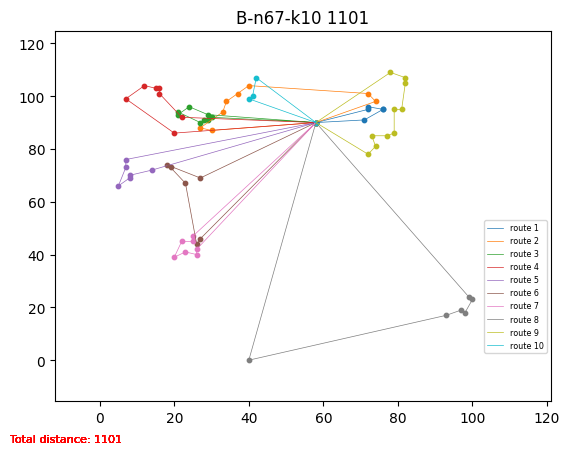 B-n67-k10 1101
120
100
80
60
40
20
0
route 1
route 2
route 3
route 4
route 5
route 6
route 7
route 8
route 9
route 10
0 20 40 60 80 100 120
Total distance: 1101